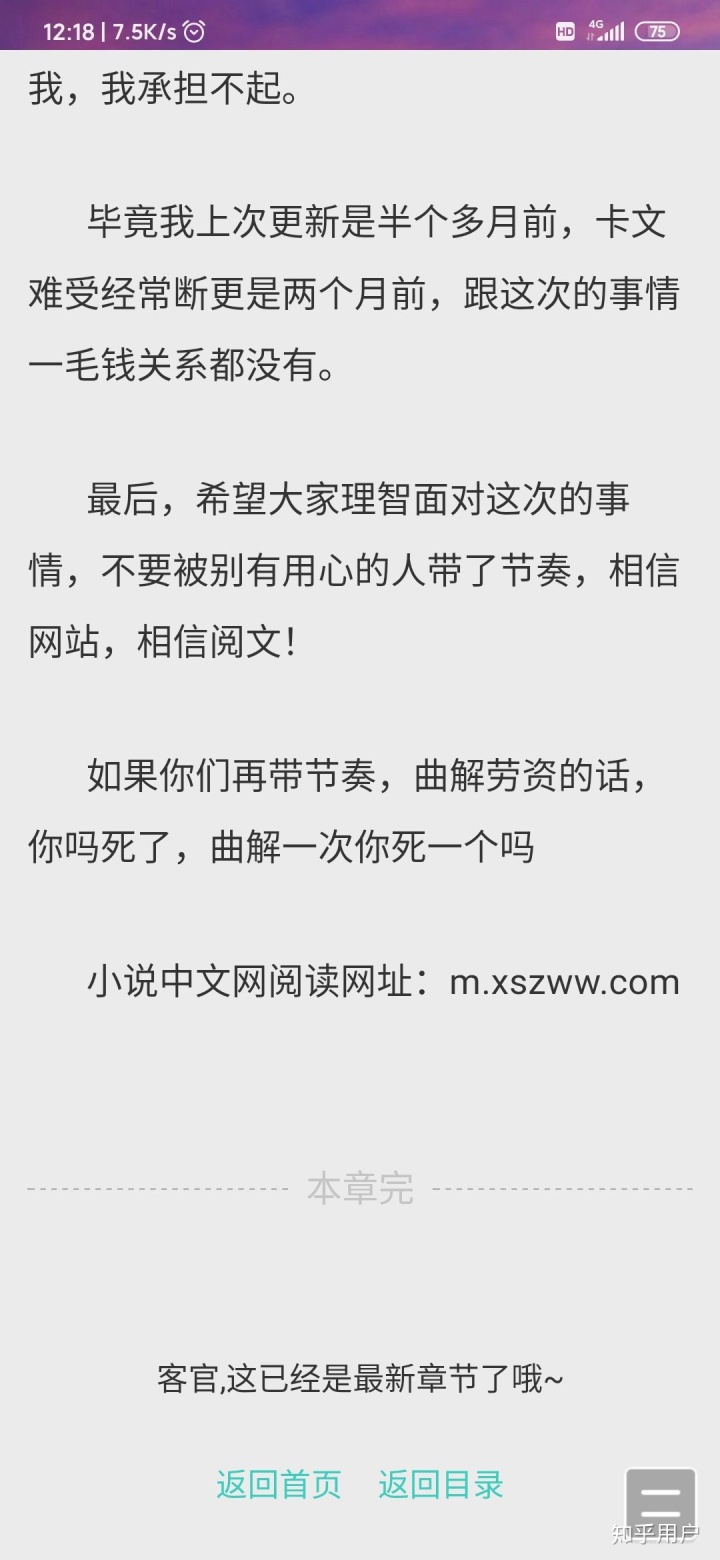 12:18 | 7.5K/s
HD 4G 75
我，我承担不起。
毕竟我上次更新是半个多月前，卡文
难受经常断更是两个月前，跟这次的事情
一毛钱关系都没有。
最后，希望大家理智面对这次的事
情，不要被别有用心的人带了节奏，相信
网站，相信阅文！
如果你们再带节奏，曲解劳资的话，
你吗死了，曲解一次你死一个吗
小说中文网阅读网址：m.xszww.com
本章完
客官,这已经是最新章节了哦~
返回首页 返回目录
知乎用户